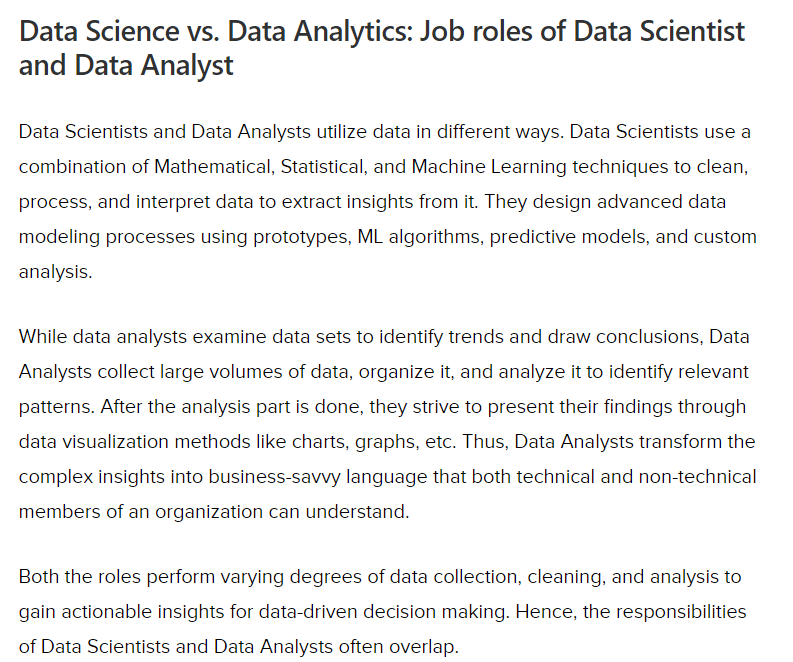 Data Science vs. Data Analytics: Job roles of Data Scientist
and Data Analyst
Data Scientists and Data Analysts utilize data in different ways. Data Scientists use a
combination of Mathematical, Statistical, and Machine Learning techniques to clean,
process, and interpret data to extract insights from it. They design advanced data
modeling processes using prototypes, ML algorithms, predictive models, and custom
analysis.
While data analysts examine data sets to identify trends and draw conclusions, Data
Analysts collect large volumes of data, organize it, and analyze it to identify relevant
patterns. After the analysis part is done, they strive to present their findings through
data visualization methods like charts, graphs, etc. Thus, Data Analysts transform the
complex insights into business-savvy language that both technical and non-technical
members of an organization can understand.
Both the roles perform varying degrees of data collection, cleaning, and analysis to
gain actionable insights for data-driven decision making. Hence, the responsibilities
of Data Scientists and Data Analysts often overlap.